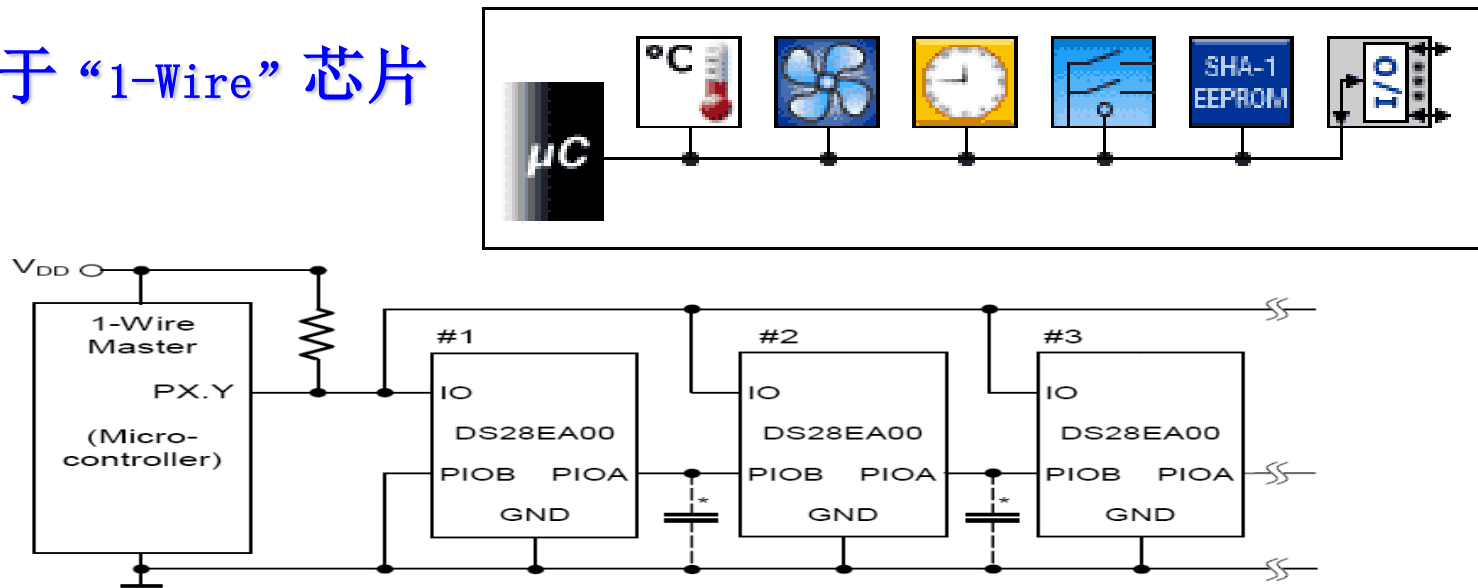 于 “1-Wire” 芯片
°C
SHA-1
EEPROM
I/O
μC
VDD
1-Wire
Master
PX.Y
(Micro-
controller)
#1
IO
DS28EA00
PIOB PIOA
GND
*
#2
IO
DS28EA00
PIOB PIOA
GND
*
#3
IO
DS28EA00
PIOB PIOA
GND